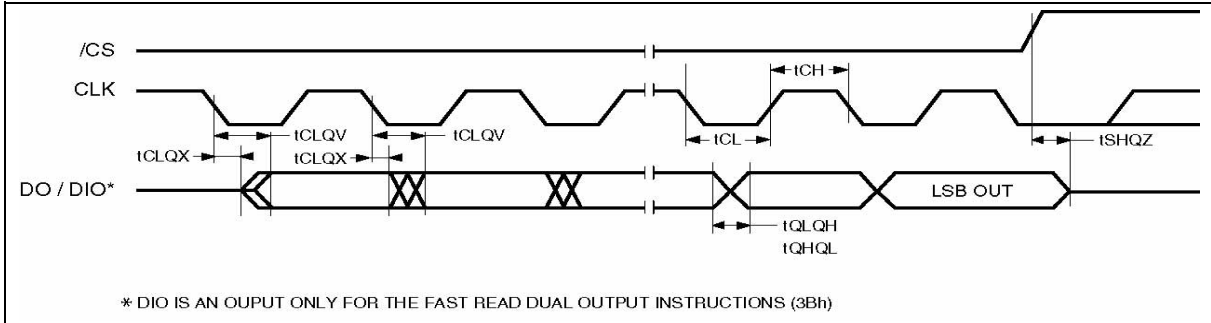 /CS
CLK
tCH
tCLQV
tCLQV
tCL
tSHQZ
tCLQX
tCLQX
DO / DIO*
LSB OUT
tQLQH
tQHQL
* DIO IS AN OUPUT ONLY FOR THE FAST READ DUAL OUTPUT INSTRUCTIONS (3Bh)